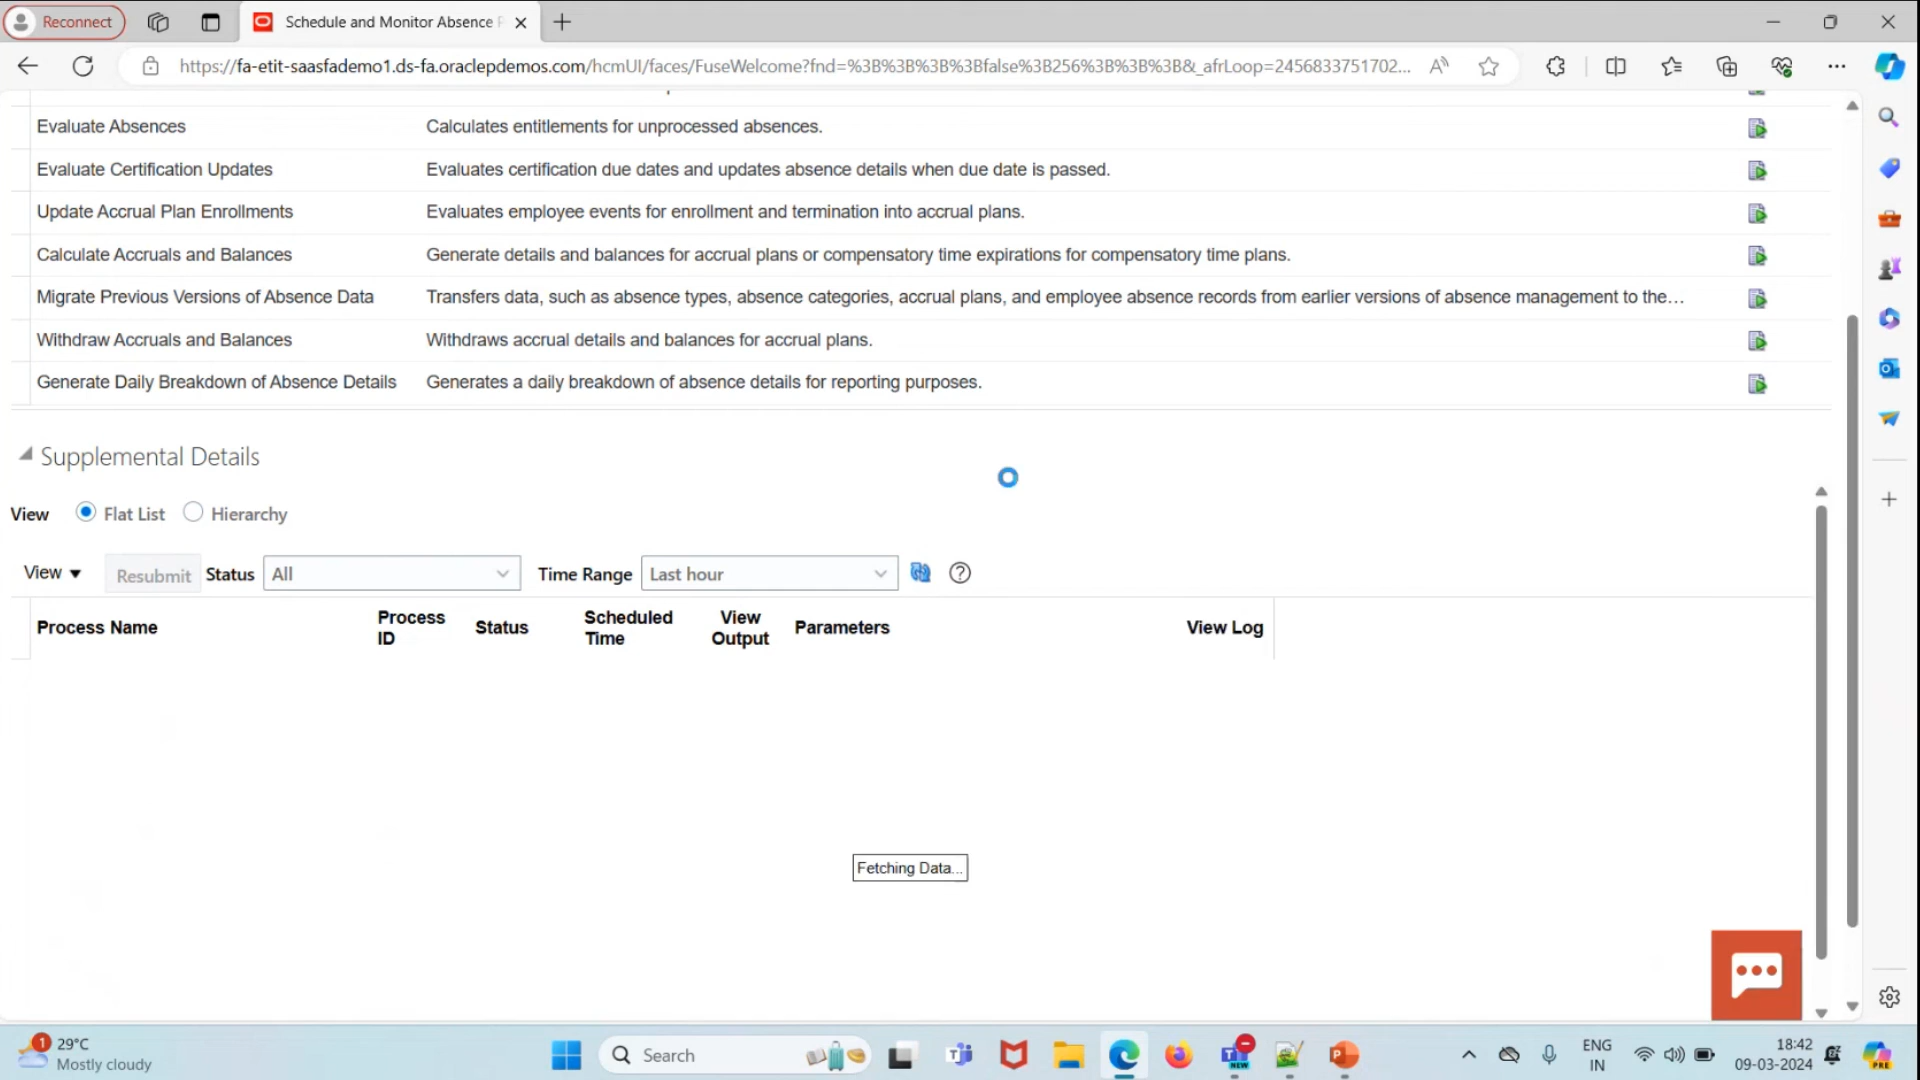 Reconnect
Schedule and Monitor Absence P
https://fa-etit-saasfademo1.ds-fa.oraclepdemos.com/hcmUI/faces/FuseWelcome?fnd=%3B%3B%3B%3Bfalse%3B256%3B%3B%3B&_afrLoop=2456833751702...
Evaluate Absences Calculates entitlements for unprocessed absences.
Evaluate Certification Updates Evaluates certification due dates and updates absence details when due date is passed.
Update Accrual Plan Enrollments Evaluates employee events for enrollment and termination into accrual plans.
Calculate Accruals and Balances Generate details and balances for accrual plans or compensatory time expirations for compensatory time plans.
Migrate Previous Versions of Absence Data Transfers data, such as absence types, absence categories, accrual plans, and employee absence records from earlier versions of absence management to the...
Withdraw Accruals and Balances Withdraws accrual details and balances for accrual plans.
Generate Daily Breakdown of Absence Details Generates a daily breakdown of absence details for reporting purposes.
Supplemental Details
View Flat List Hierarchy
View Resubmit Status All Time Range Last hour
Process Name Process ID Status Scheduled Time View Output Parameters View Log
Fetching Data...
1 29°C
Mostly cloudy
Search
NEW
ENG
IN
18:42
09-03-2024
PRE